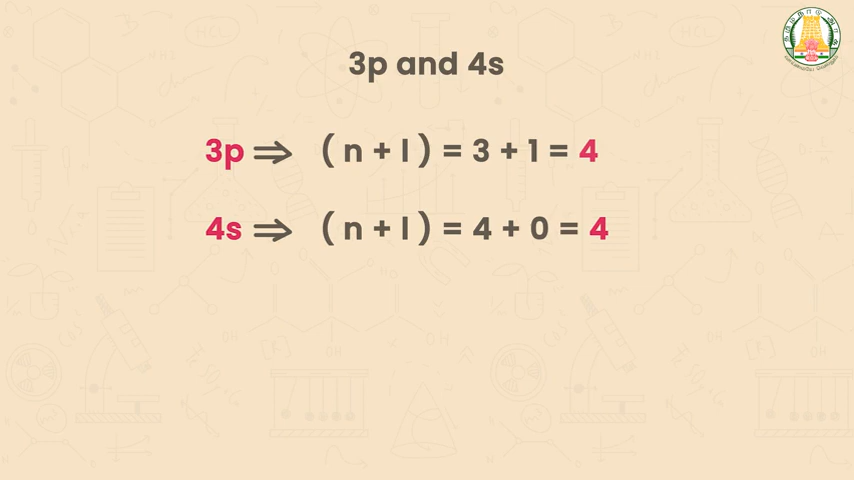 3p and 4s
3p ⇒ ( n + l ) = 3 + 1 = 4
4s ⇒ ( n + l ) = 4 + 0 = 4